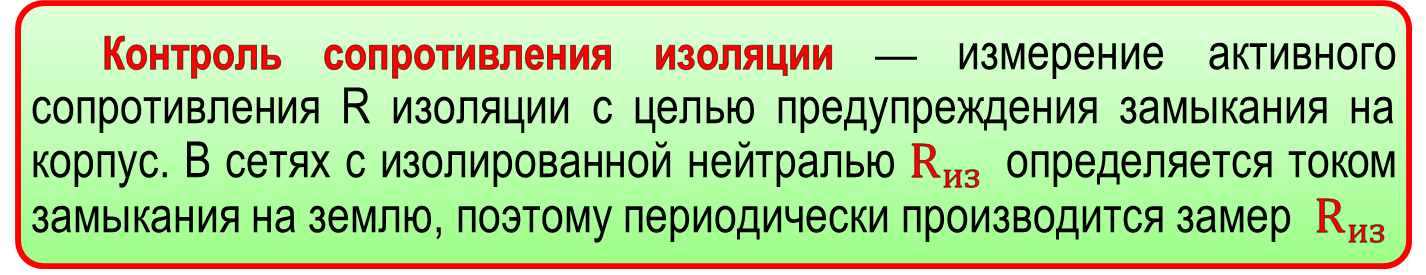 Контроль сопротивления изоляции — измерение активного
сопротивления R изоляции с целью предупреждения замыкания на
корпус. В сетях с изолированной нейтралью Rиз определяется током
замыкания на землю, поэтому периодически производится замер Rиз